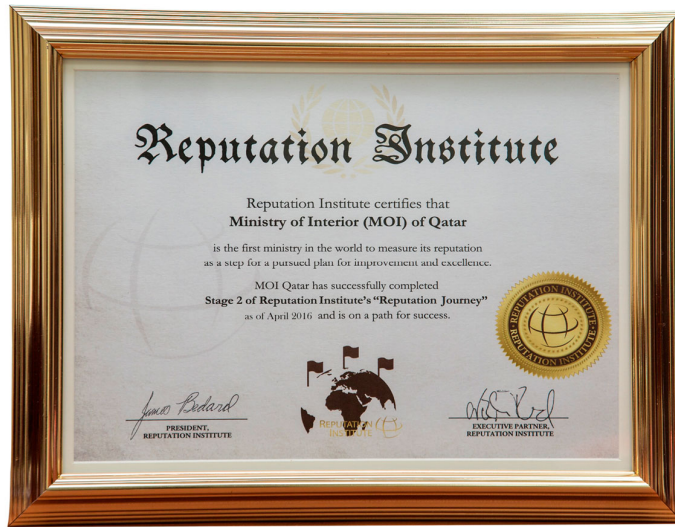 Reputation Institute
Reputation Institute certifies that
Ministry of Interior (MOI) of Qatar
is the first ministry in the world to measure its reputation
as a step for a pursued plan for improvement and excellence.
MOI Qatar has successfully completed
Stage 2 of Reputation Institute's “Reputation Journey”
as of April 2016 and is on a path for success.
REPUTATION INSTITUTE
REPUTATION INSTITUTE
James Bedard
PRESIDENT,
REPUTATION INSTITUTE
REPUTATION
INSTITUTE
EXECUTIVE PARTNER,
REPUTATION INSTITUTE